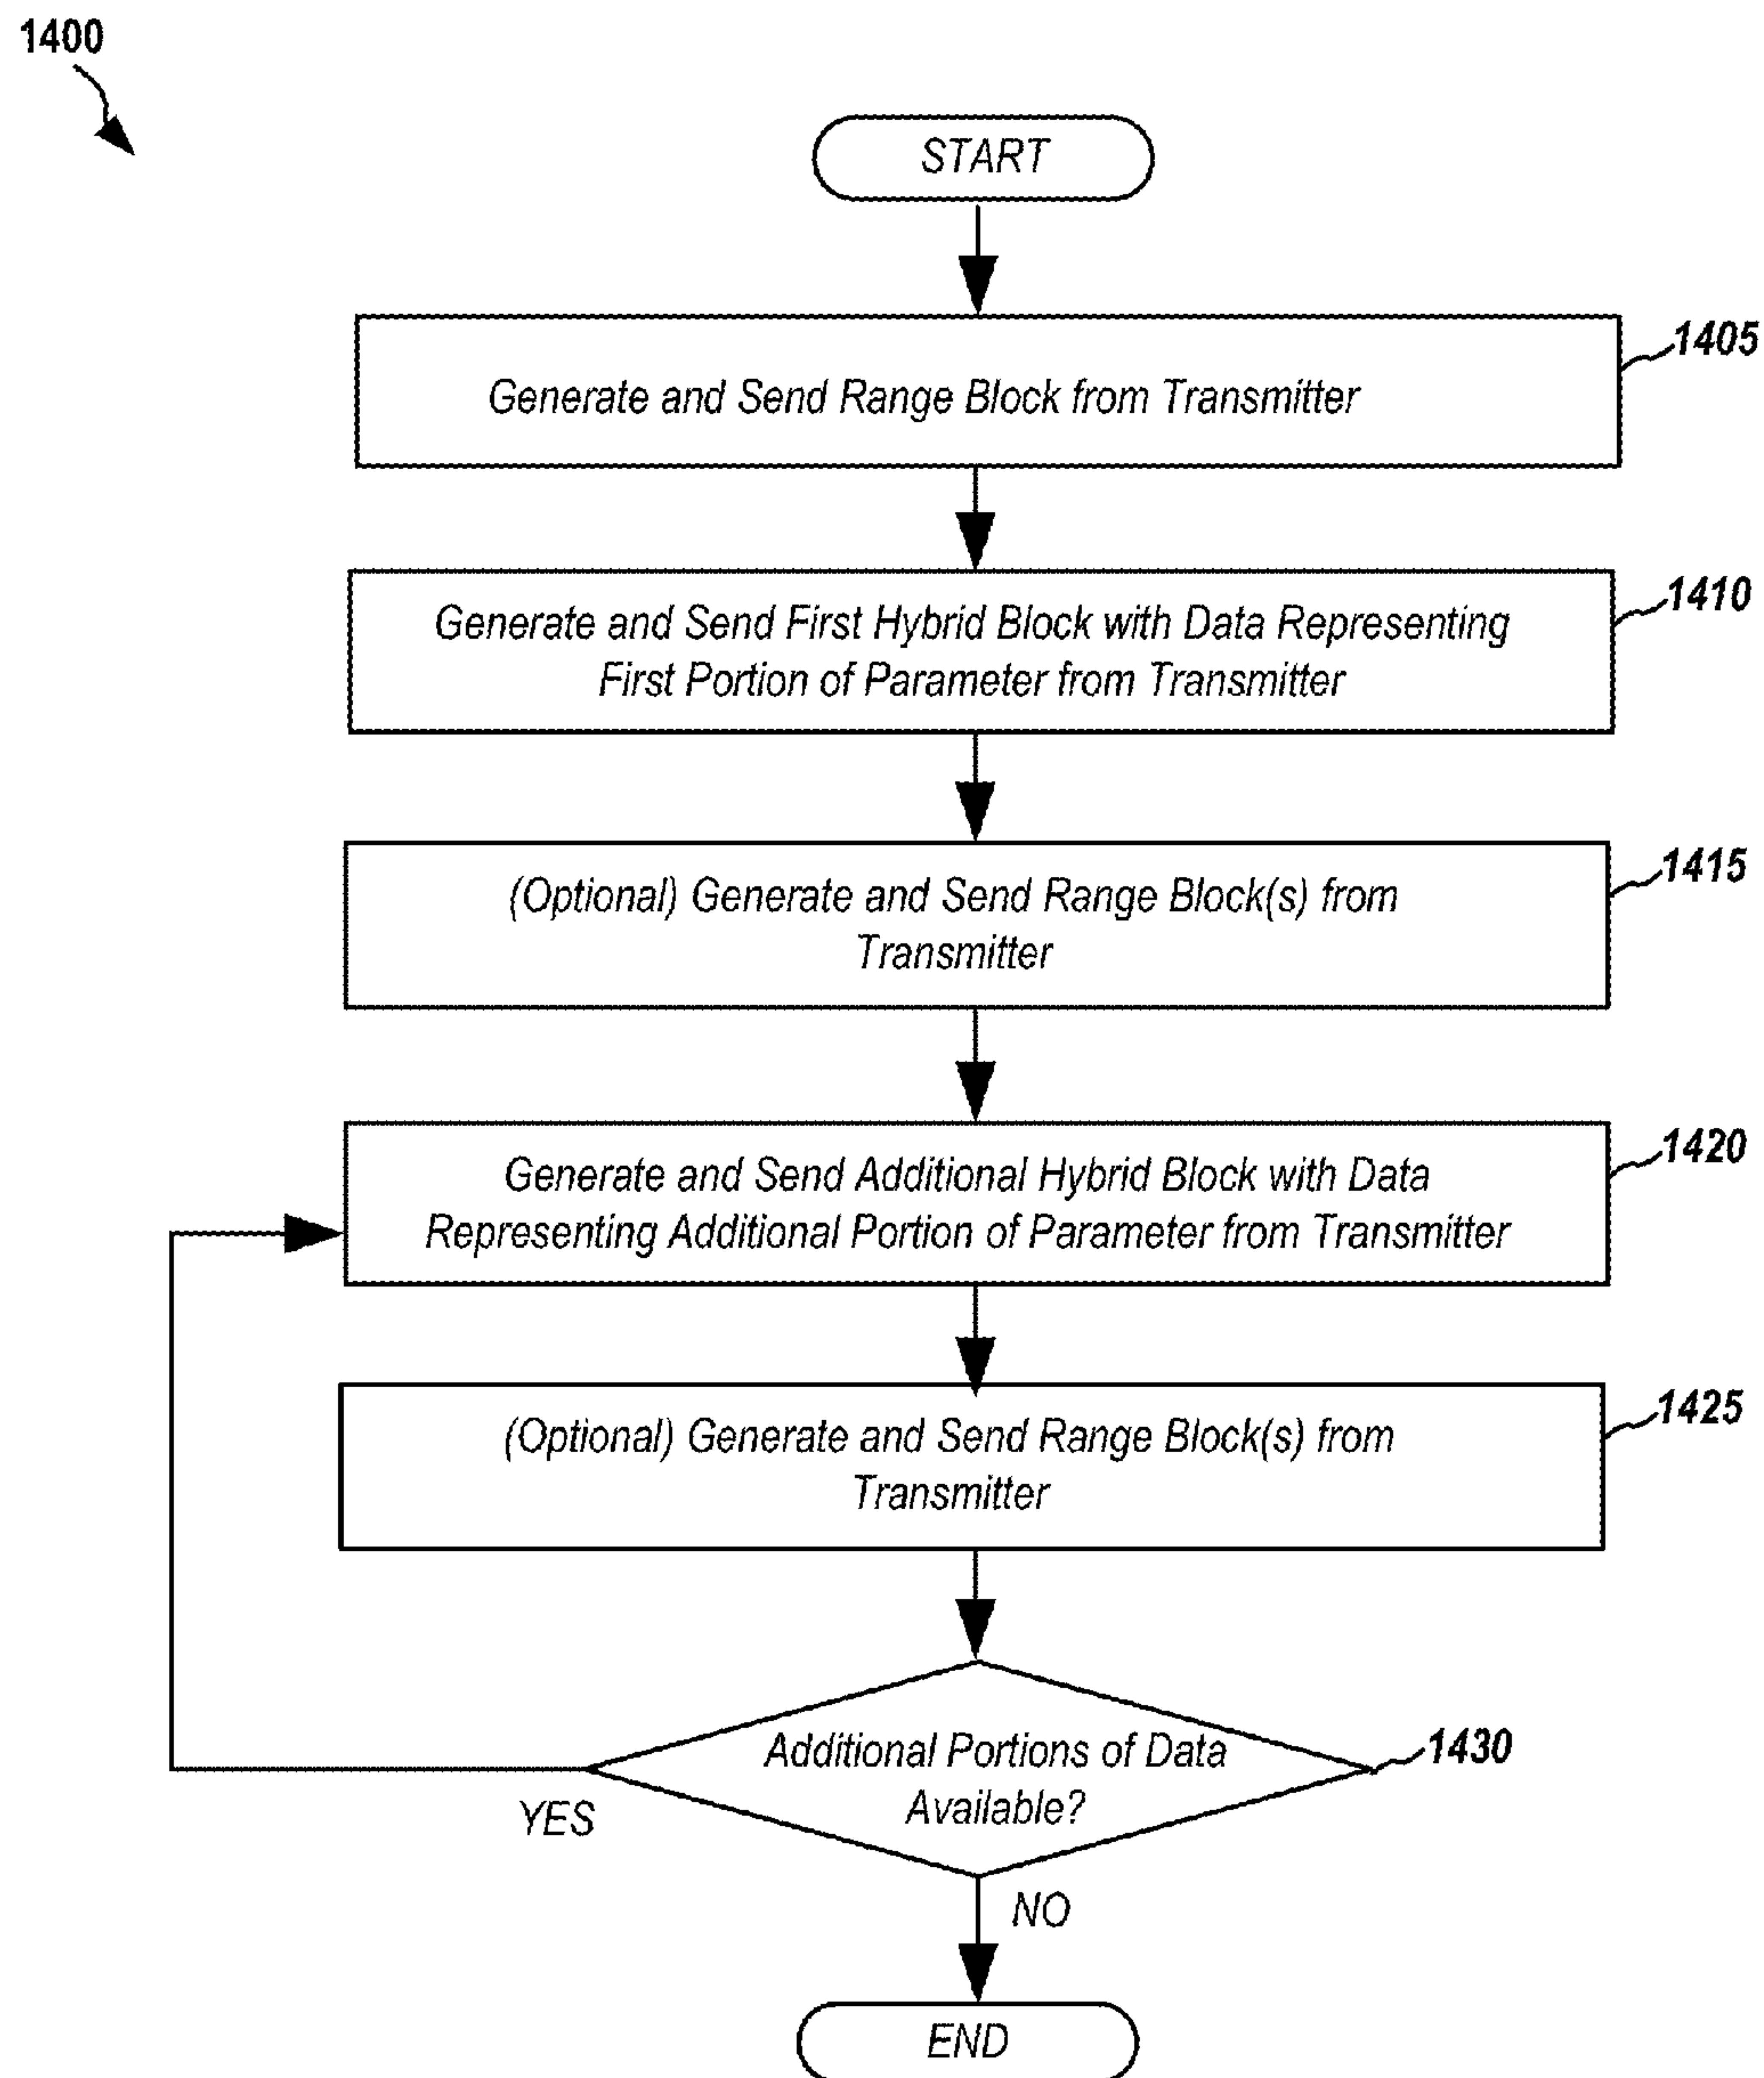 1400
START
Generate and Send Range Block from Transmitter
1405
Generate and Send First Hybrid Block with Data Representing
First Portion of Parameter from Transmitter
1410
(Optional) Generate and Send Range Block(s) from
Transmitter
1415
Generate and Send Additional Hybrid Block with Data
Representing Additional Portion of Parameter from Transmitter
1420
(Optional) Generate and Send Range Block(s) from
Transmitter
1425
Additional Portions of Data
Available?
1430
YES
NO
END